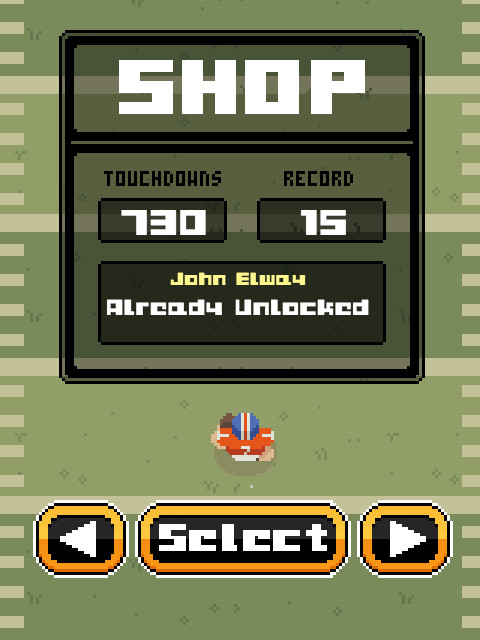 SHOP
TOUCHDOWNS RECORD
730 15
John Elway
Already Unlocked
Select